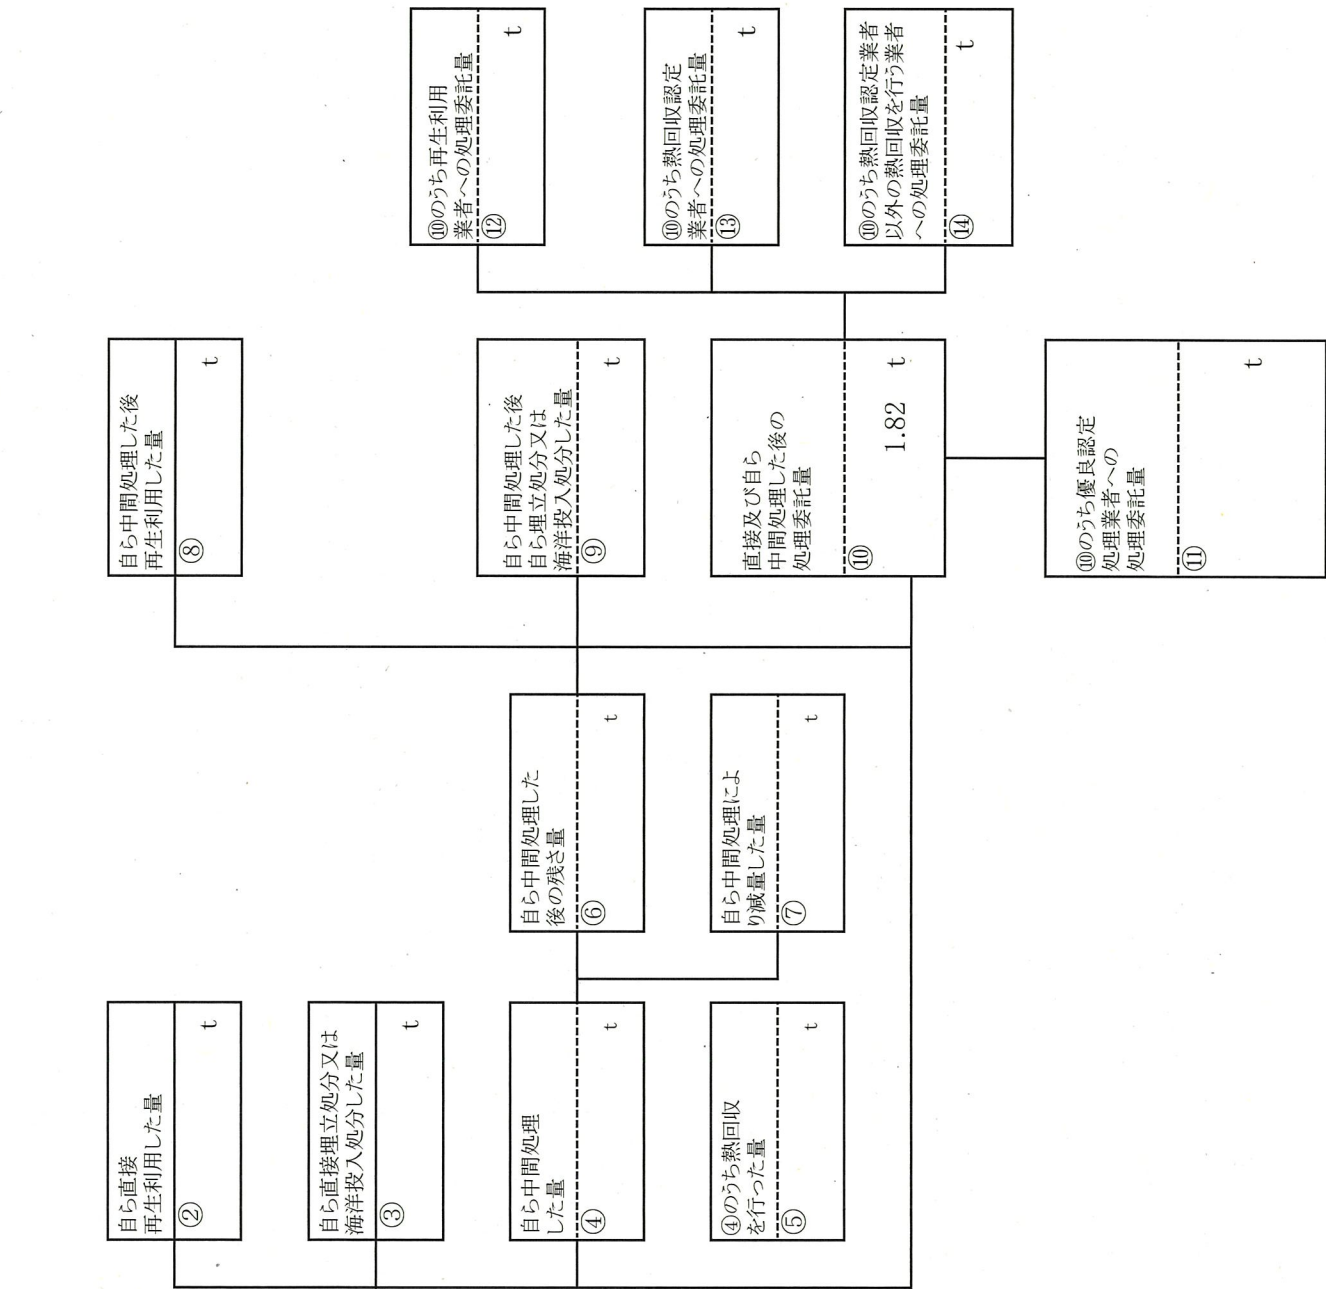 自ら直接
再生利用した量
②
t
自ら直接埋立処分又は
海洋投入処分した量
③
t
自ら中間処理
した量
④
t
④のうち熱回収
を行った量
⑤
t
自ら中間処理した
後の残さ量
⑥
t
自ら中間処理によ
り減量した量
⑦
t
自ら中間処理した後
再生利用した量
⑧
t
自ら中間処理した後
自ら埋立処分又は
海洋投入処分した量
⑨
t
直接及び自ら
中間処理した後の
処理委託量
⑩
1.82 t
⑩のうち優良認定
処理業者への
処理委託量
⑪
t
⑩のうち再生利用
業者への処理委託量
⑫
t
⑩のうち熱回収認定
業者への処理委託量
⑬
t
⑩のうち熱回収認定業者
以外の熱回収を行う業者
への処理委託量
⑭
t